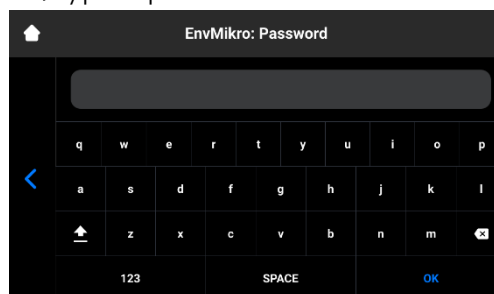 EnvMikro: Password
q w e r t y u i o p
a s d f g h j k l
z x c v b n m
123 SPACE OK